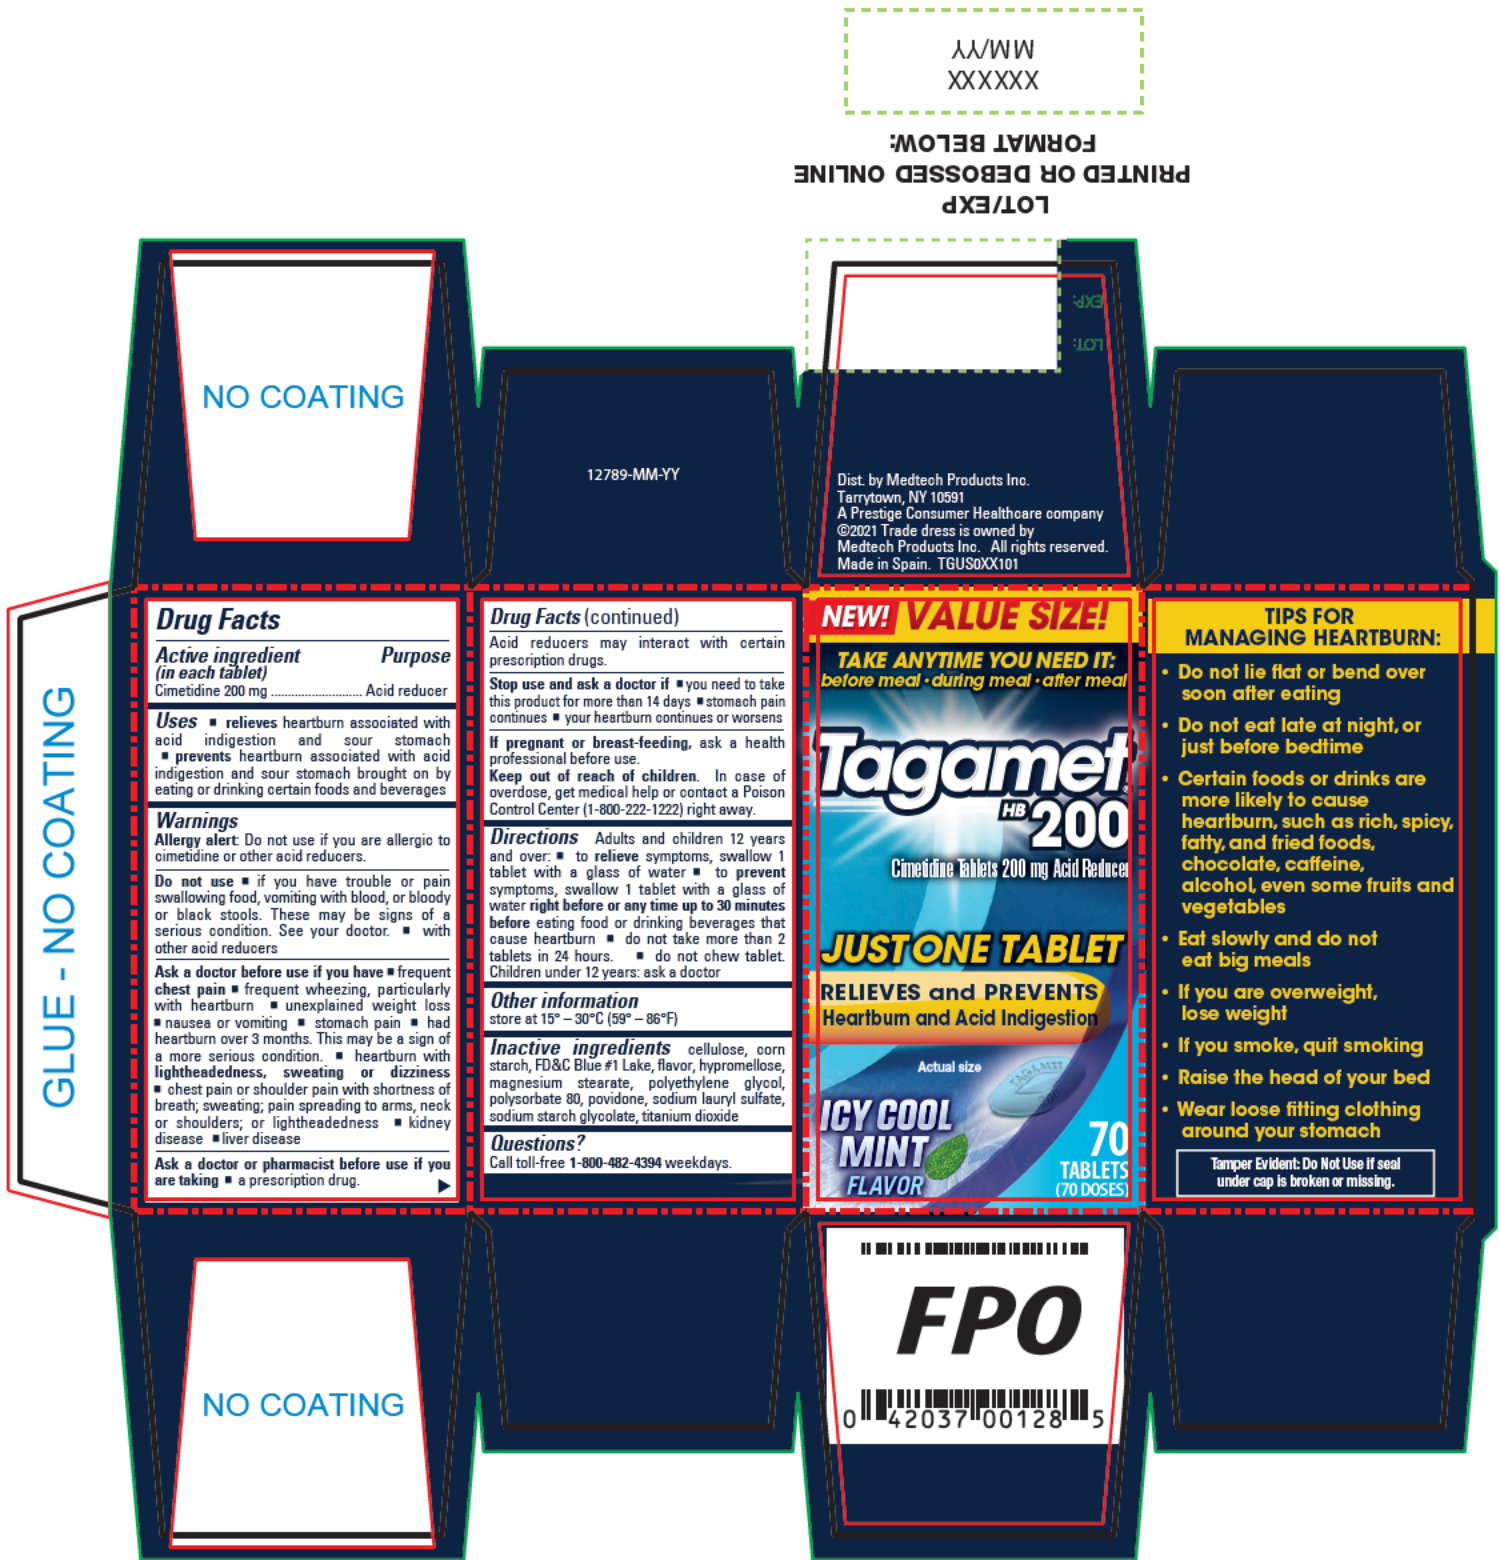 XXXXXX
MM/YY
LOT/EXP
PRINTED OR DEBOSSED ONLINE
FORMAT BELOW:
EXP:
LOT:
NO COATING
12789-MM-YY
Dist. by Medtech Products Inc.
Tarrytown, NY 10591
A Prestige Consumer Healthcare company
©2021 Trade dress is owned by
Medtech Products Inc. All rights reserved.
Made in Spain. TGUS0XX101
GLUE - NO COATING
Drug Facts
Active ingredient Purpose
(in each tablet)
Cimetidine 200 mg ........................... Acid reducer
Uses ■ relieves heartburn associated with
acid indigestion and sour stomach
■ prevents heartburn associated with acid
indigestion and sour stomach brought on by
eating or drinking certain foods and beverages
Warnings
Allergy alert: Do not use if you are allergic to
cimetidine or other acid reducers.
Do not use ■ if you have trouble or pain
swallowing food, vomiting with blood, or bloody
or black stools. These may be signs of a
serious condition. See your doctor. ■ with
other acid reducers
Ask a doctor before use if you have ■ frequent
chest pain ■ frequent wheezing, particularly
with heartburn ■ unexplained weight loss
■ nausea or vomiting ■ stomach pain ■ had
heartburn over 3 months. This may be a sign of
a more serious condition. ■ heartburn with
lightheadedness, sweating or dizziness
■ chest pain or shoulder pain with shortness of
breath; sweating; pain spreading to arms, neck
or shoulders; or lightheadedness ■ kidney
disease ■ liver disease
Ask a doctor or pharmacist before use if you
are taking ■ a prescription drug.
Drug Facts (continued)
Acid reducers may interact with certain
prescription drugs.
Stop use and ask a doctor if ■ you need to take
this product for more than 14 days ■ stomach pain
continues ■ your heartburn continues or worsens
If pregnant or breast-feeding, ask a health
professional before use.
Keep out of reach of children. In case of
overdose, get medical help or contact a Poison
Control Center (1-800-222-1222) right away.
Directions Adults and children 12 years
and over: ■ to relieve symptoms, swallow 1
tablet with a glass of water ■ to prevent
symptoms, swallow 1 tablet with a glass of
water right before or any time up to 30 minutes
before eating food or drinking beverages that
cause heartburn ■ do not take more than 2
tablets in 24 hours. ■ do not chew tablet.
Children under 12 years: ask a doctor
Other information
store at 15° – 30°C (59° – 86°F)
Inactive ingredients cellulose, corn
starch, FD&C Blue #1 Lake, flavor, hypromellose,
magnesium stearate, polyethylene glycol,
polysorbate 80, povidone, sodium lauryl sulfate,
sodium starch glycolate, titanium dioxide
Questions?
Call toll-free 1-800-482-4394 weekdays.
NEW! VALUE SIZE!
TAKE ANYTIME YOU NEED IT:
before meal • during meal • after meal
Tagamet
HB 200
Cimetidine Tablets 200 mg Acid Reducer
JUST ONE TABLET
RELIEVES and PREVENTS
Heartburn and Acid Indigestion
Actual size
TAGAMET
200
ICY COOL
MINT
FLAVOR
70
TABLETS
(70 DOSES)
TIPS FOR
MANAGING HEARTBURN:
• Do not lie flat or bend over
soon after eating
• Do not eat late at night, or
just before bedtime
• Certain foods or drinks are
more likely to cause
heartburn, such as rich, spicy,
fatty, and fried foods,
chocolate, caffeine,
alcohol, even some fruits and
vegetables
• Eat slowly and do not
eat big meals
• If you are overweight,
lose weight
• If you smoke, quit smoking
• Raise the head of your bed
• Wear loose fitting clothing
around your stomach
Tamper Evident: Do Not Use if seal
under cap is broken or missing.
NO COATING
FPO
0 42037 00128 5